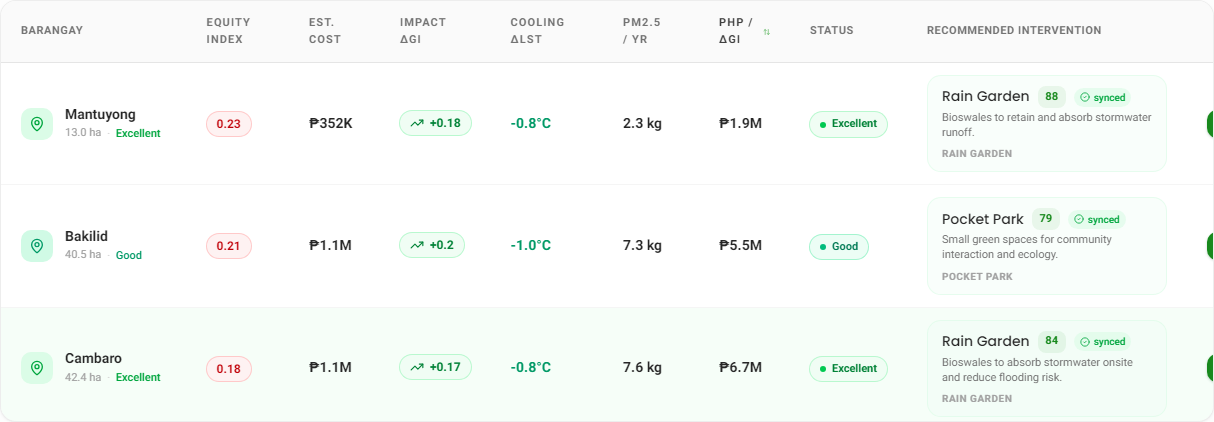 BARANGAY
EQUITY
INDEX
EST.
COST
IMPACT
ΔGI
COOLING
ΔLST
PM2.5
/ YR
PHP /
ΔGI
STATUS
RECOMMENDED INTERVENTION
Mantuyong
13.0 ha · Excellent
0.23
₱352K
+0.18
-0.8°C
2.3 kg
₱1.9M
Excellent
Rain Garden 88 synced
Bioswales to retain and absorb stormwater
runoff.
RAIN GARDEN
Bakilid
40.5 ha · Good
0.21
₱1.1M
+0.2
-1.0°C
7.3 kg
₱5.5M
Good
Pocket Park 79 synced
Small green spaces for community
interaction and ecology.
POCKET PARK
Cambaro
42.4 ha · Excellent
0.18
₱1.1M
+0.17
-0.8°C
7.6 kg
₱6.7M
Excellent
Rain Garden 84 synced
Bioswales to absorb stormwater onsite
and reduce flooding risk.
RAIN GARDEN